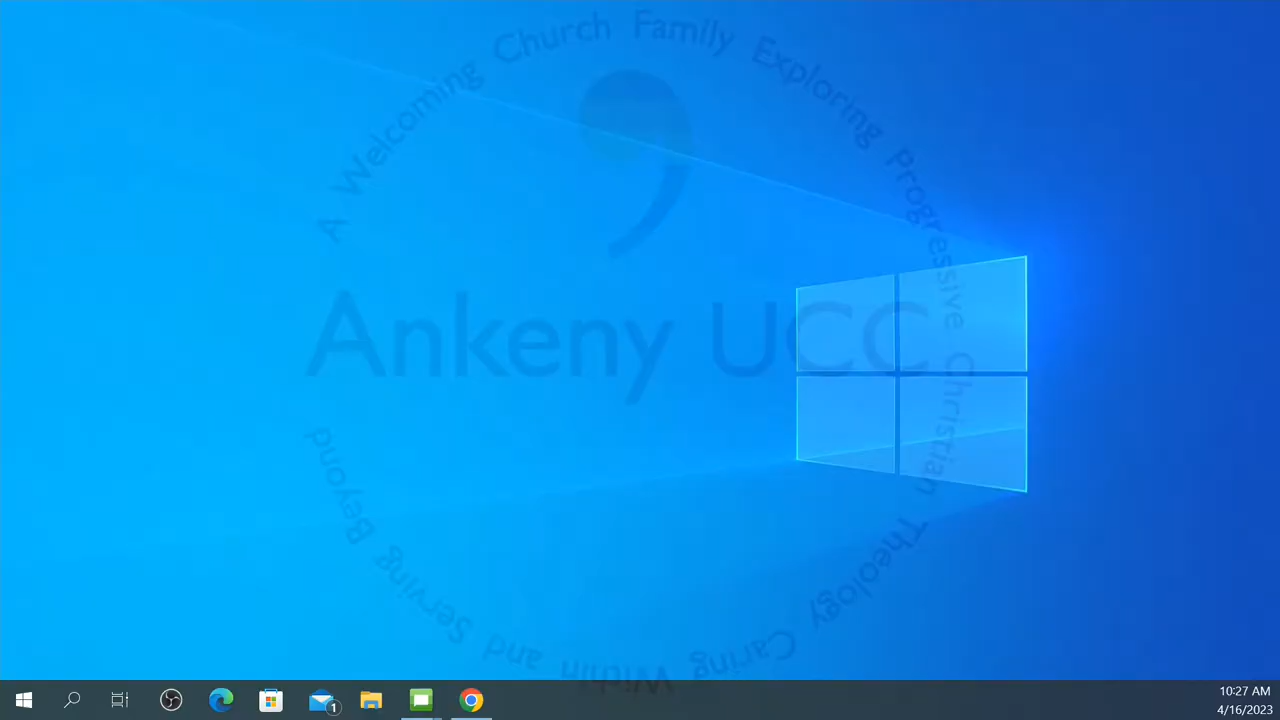 A Welcoming Church Family Exploring Progressive Christian Theology Caring Within and Beyond Serving
Ankeny UCC
1
10:27 AM
4/16/2023